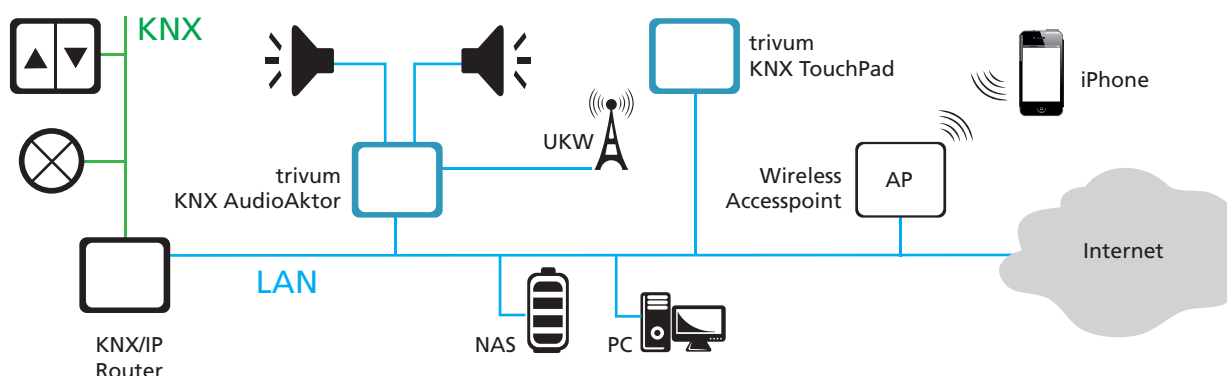 KNX
trivum
KNX TouchPad
iPhone
UKW
trivum
KNX AudioAktor
Wireless
Accesspoint
AP
Internet
LAN
NAS
PC
KNX/IP
Router